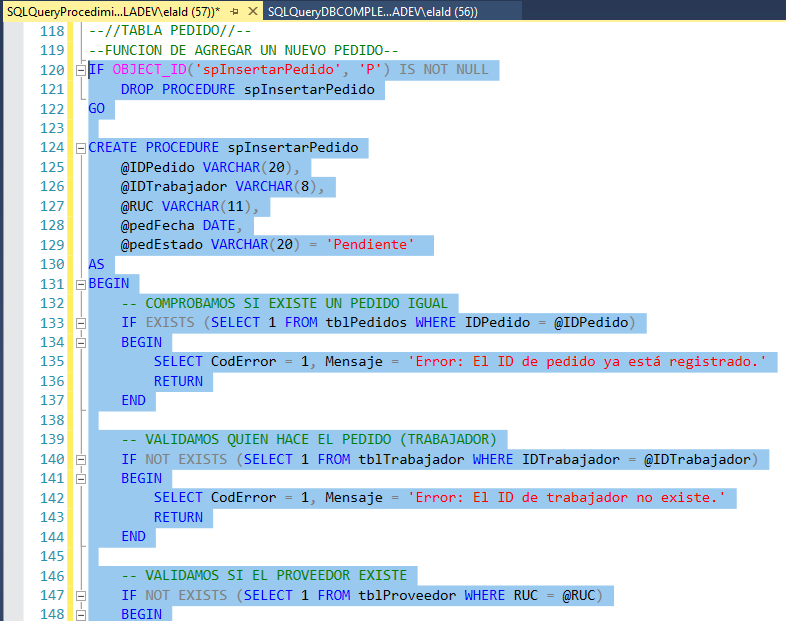 SQLQueryProcedimi...LADEV\elald (57))* SQLQueryDBCOMPLE...ADEV\elald (56))
118 --//TABLA PEDIDO//--
119 --FUNCION DE AGREGAR UN NUEVO PEDIDO--
120 IF OBJECT_ID('spInsertarPedido', 'P') IS NOT NULL
121 DROP PROCEDURE spInsertarPedido
122 GO
123
124 CREATE PROCEDURE spInsertarPedido
125 @IDPedido VARCHAR(20),
126 @IDTrabajador VARCHAR(8),
127 @RUC VARCHAR(11),
128 @pedFecha DATE,
129 @pedEstado VARCHAR(20) = 'Pendiente'
130 AS
131 BEGIN
132 -- COMPROBAMOS SI EXISTE UN PEDIDO IGUAL
133 IF EXISTS (SELECT 1 FROM tblPedidos WHERE IDPedido = @IDPedido)
134 BEGIN
135 SELECT CodError = 1, Mensaje = 'Error: El ID de pedido ya está registrado.'
136 RETURN
137 END
138
139 -- VALIDAMOS QUIEN HACE EL PEDIDO (TRABAJADOR)
140 IF NOT EXISTS (SELECT 1 FROM tblTrabajador WHERE IDTrabajador = @IDTrabajador)
141 BEGIN
142 SELECT CodError = 1, Mensaje = 'Error: El ID de trabajador no existe.'
143 RETURN
144 END
145
146 -- VALIDAMOS SI EL PROVEEDOR EXISTE
147 IF NOT EXISTS (SELECT 1 FROM tblProveedor WHERE RUC = @RUC)
148 BEGIN